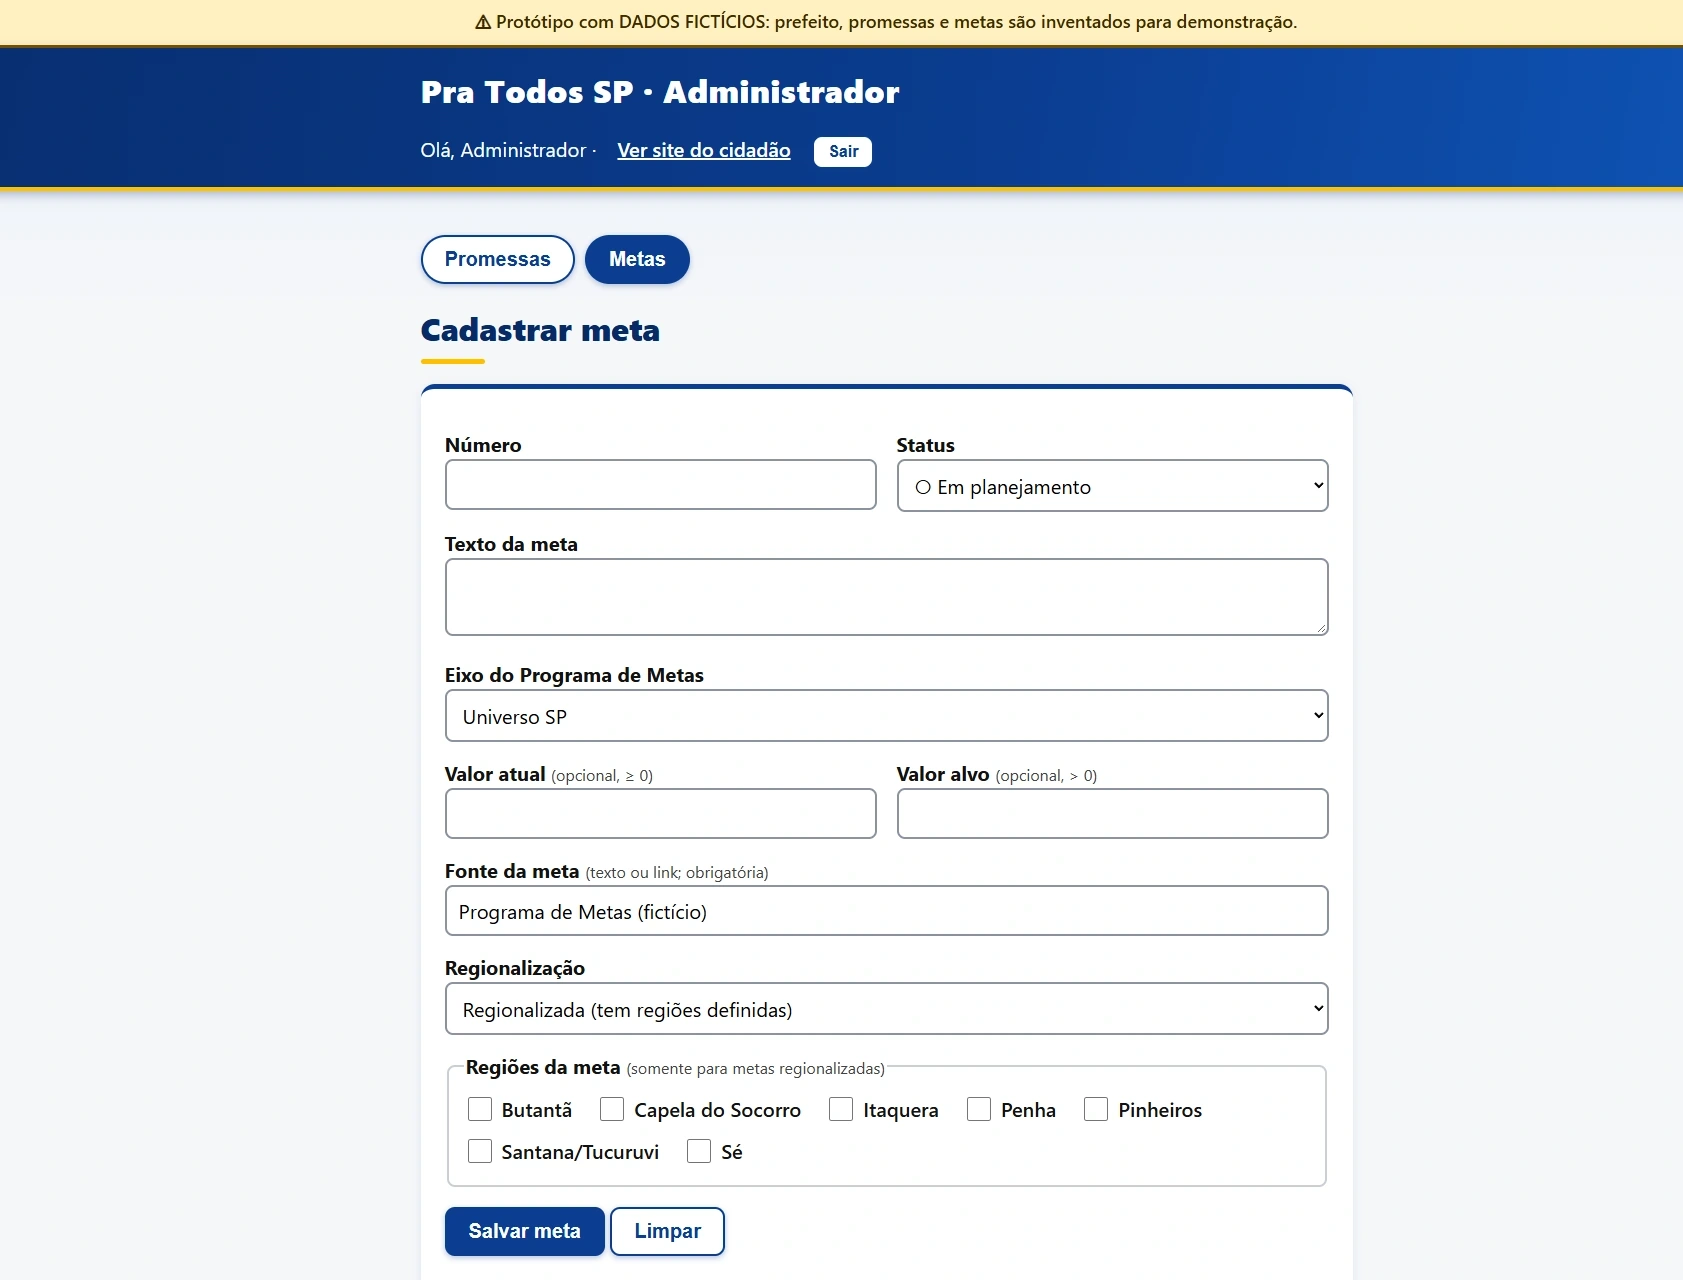 ⚠ Protótipo com DADOS FICTÍCIOS: prefeito, promessas e metas são inventados para demonstração.
Pra Todos SP · Administrador
Olá, Administrador · Ver site do cidadão Sair
Promessas Metas
Cadastrar meta
Número Status
○ Em planejamento
Texto da meta
Eixo do Programa de Metas
Universo SP
Valor atual (opcional, ≥ 0) Valor alvo (opcional, > 0)
Fonte da meta (texto ou link; obrigatória)
Programa de Metas (fictício)
Regionalização
Regionalizada (tem regiões definidas)
Regiões da meta (somente para metas regionalizadas)
Butantã Capela do Socorro Itaquera Penha Pinheiros
Santana/Tucuruvi Sé
Salvar meta Limpar